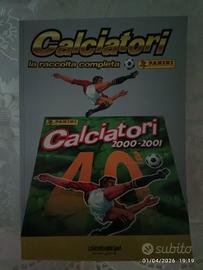 Calciatori
la raccolta completa PANINI
PANINI
Calciatori
2000-2001
40
subito
01/04/2026 19:19